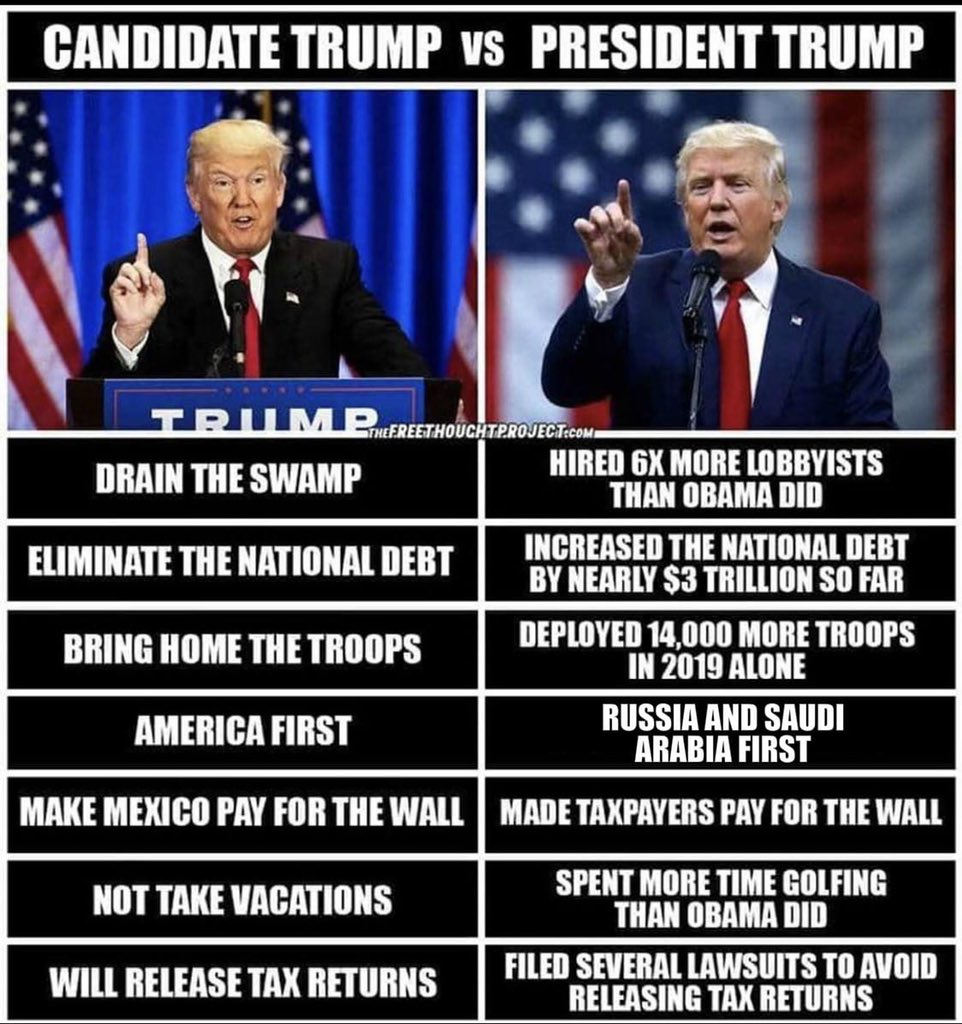 CANDIDATE TRUMP VS PRESIDENT TRUMP
TRUMP
THEFREETHOUGHTPROJECT.COM
DRAIN THE SWAMP
HIRED 6X MORE LOBBYISTS
THAN OBAMA DID
ELIMINATE THE NATIONAL DEBT
INCREASED THE NATIONAL DEBT
BY NEARLY $3 TRILLION SO FAR
BRING HOME THE TROOPS
DEPLOYED 14,000 MORE TROOPS
IN 2019 ALONE
AMERICA FIRST
RUSSIA AND SAUDI
ARABIA FIRST
MAKE MEXICO PAY FOR THE WALL
MADE TAXPAYERS PAY FOR THE WALL
NOT TAKE VACATIONS
SPENT MORE TIME GOLFING
THAN OBAMA DID
WILL RELEASE TAX RETURNS
FILED SEVERAL LAWSUITS TO AVOID
RELEASING TAX RETURNS